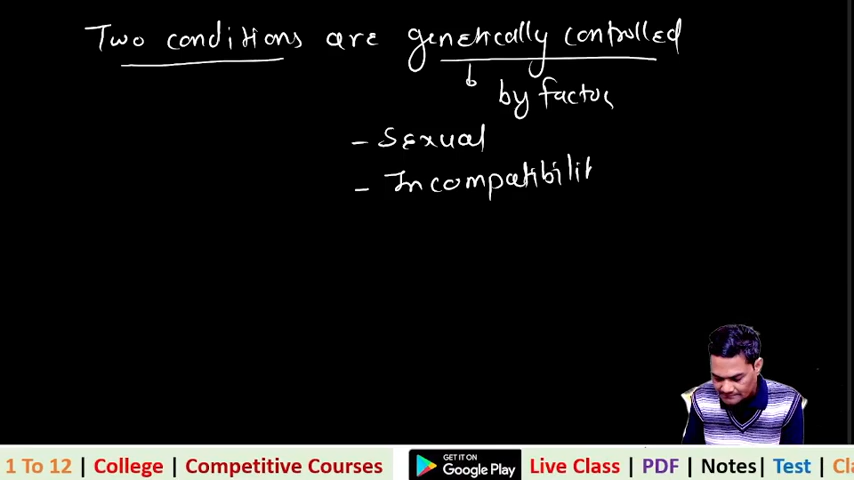 Two conditions are genetically controlled
by factor
- Sexual
- Incompatibilit
1 To 12 | College | Competitive Courses GET IT ON Google Play Live Class | PDF | Notes| Test | Cla